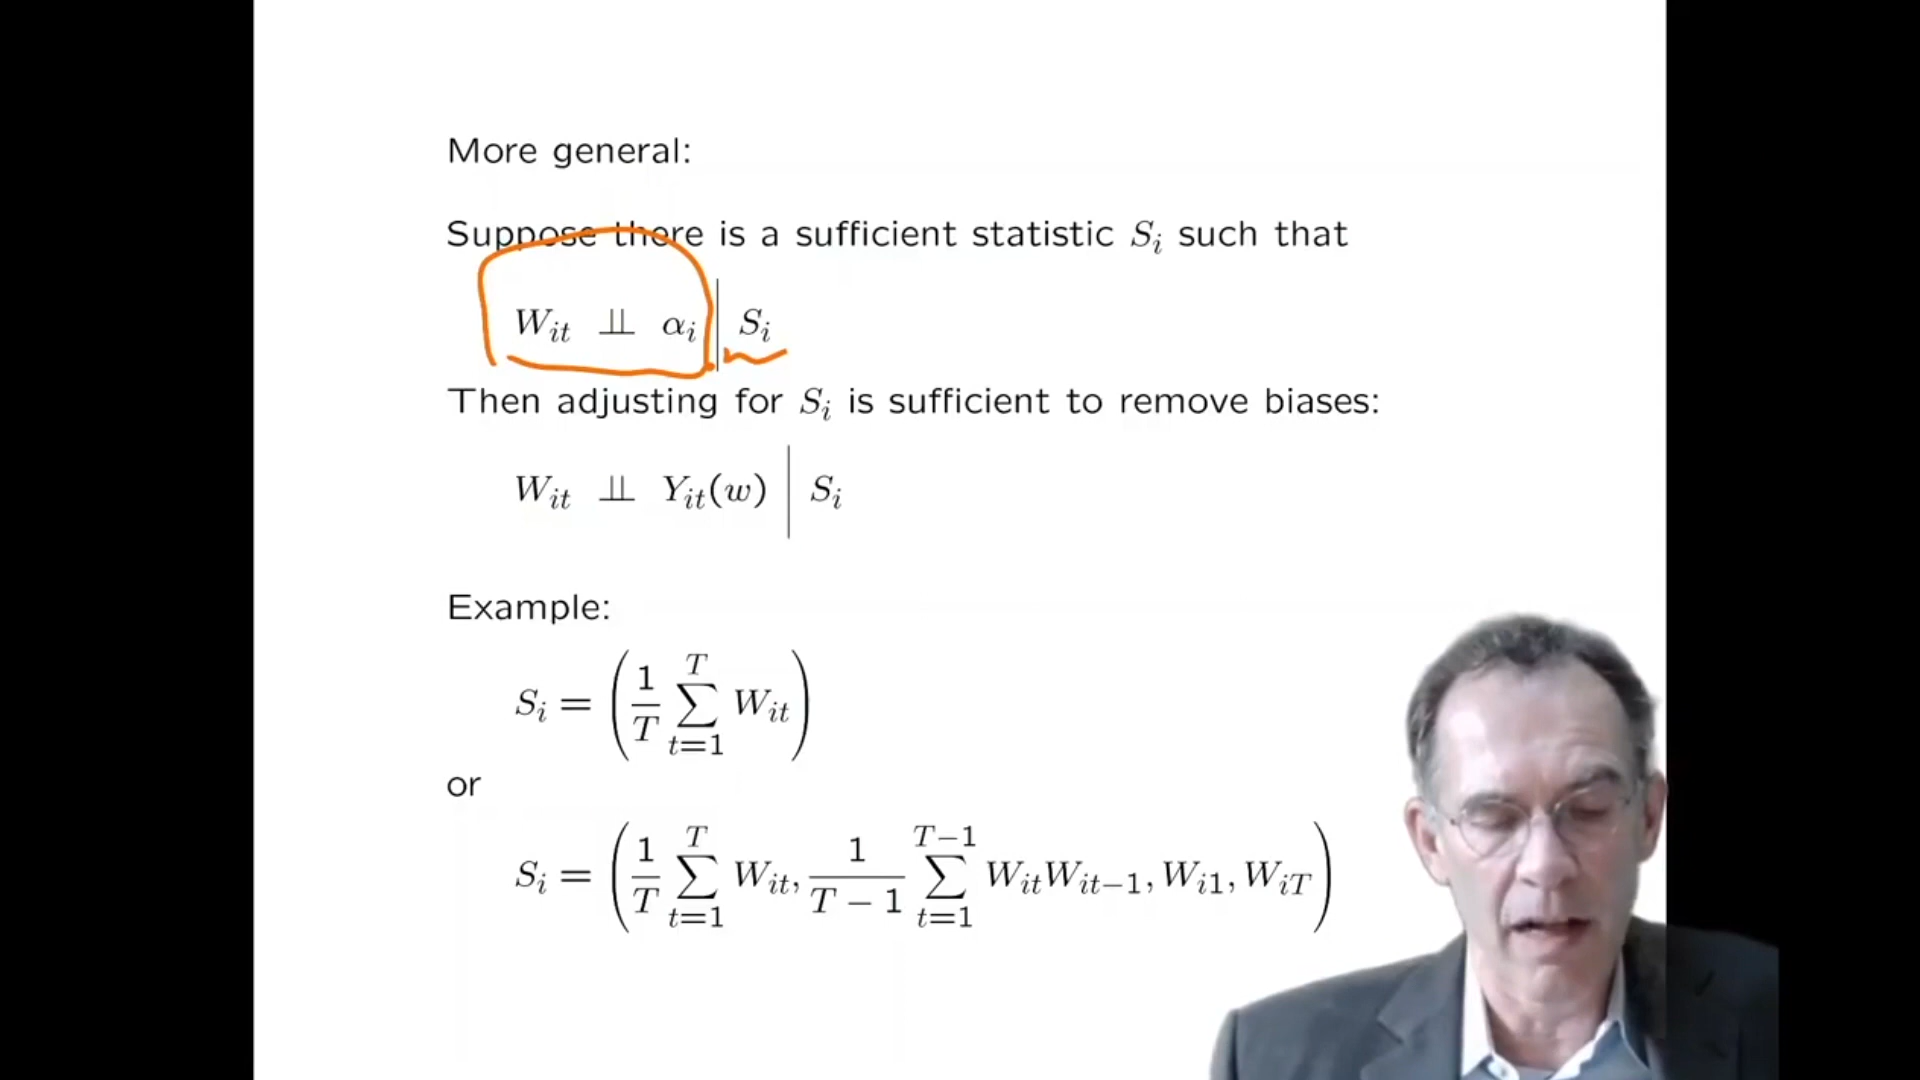 More general:
Suppose there is a sufficient statistic S_i such that
W_it ⫫ α_i | S_i
Then adjusting for S_i is sufficient to remove biases:
W_it ⫫ Y_it(w) | S_i
Example:
S_i = (1/T ∑_{t=1}^{T} W_it)
or
S_i = (1/T ∑_{t=1}^{T} W_it, 1/(T − 1) ∑_{t=1}^{T−1} W_it W_it−1, W_i1, W_iT)